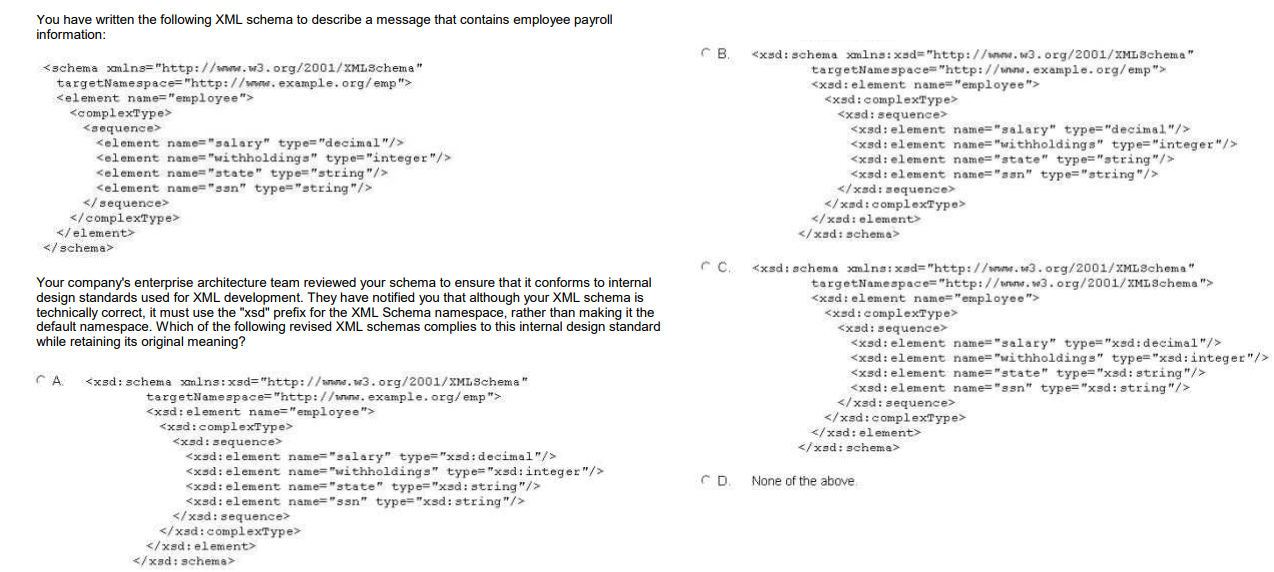 You have written the following XML schema to describe a message that contains employee payroll
information:
<schema xmlns="http://www.w3.org/2001/XMLSchema"
targetNamespace="http://www.example.org/emp">
<element name="employee">
<complexType>
<sequence>
<element name="salary" type="decimal"/>
<element name="withholdings" type="integer"/>
<element name="state" type="string"/>
<element name="ssn" type="string"/>
</sequence>
</complexType>
</element>
</schema>
Your company's enterprise architecture team reviewed your schema to ensure that it conforms to internal
design standards used for XML development. They have notified you that although your XML schema is
technically correct, it must use the "xsd" prefix for the XML Schema namespace, rather than making it the
default namespace. Which of the following revised XML schemas complies to this internal design standard
while retaining its original meaning?
A. <xsd:schema xmlns:xsd="http://www.w3.org/2001/XMLSchema"
targetNamespace="http://www.example.org/emp">
<xsd:element name="employee">
<xsd:complexType>
<xsd:sequence>
<xsd:element name="salary" type="xsd:decimal"/>
<xsd:element name="withholdings" type="xsd:integer"/>
<xsd:element name="state" type="xsd:string"/>
<xsd:element name="ssn" type="xsd:string"/>
</xsd:sequence>
</xsd:complexType>
</xsd:element>
</xsd:schema>
B. <xsd:schema xmlns:xsd="http://www.w3.org/2001/XMLSchema"
targetNamespace="http://www.example.org/emp">
<xsd:element name="employee">
<xsd:complexType>
<xsd:sequence>
<xsd:element name="salary" type="decimal"/>
<xsd:element name="withholdings" type="integer"/>
<xsd:element name="state" type="string"/>
<xsd:element name="ssn" type="string"/>
</xsd:sequence>
</xsd:complexType>
</xsd:element>
</xsd:schema>
C. <xsd:schema xmlns:xsd="http://www.w3.org/2001/XMLSchema"
targetNamespace="http://www.w3.org/2001/XMLSchema">
<xsd:element name="employee">
<xsd:complexType>
<xsd:sequence>
<xsd:element name="salary" type="xsd:decimal"/>
<xsd:element name="withholdings" type="xsd:integer"/>
<xsd:element name="state" type="xsd:string"/>
<xsd:element name="ssn" type="xsd:string"/>
</xsd:sequence>
</xsd:complexType>
</xsd:element>
</xsd:schema>
D. None of the above.